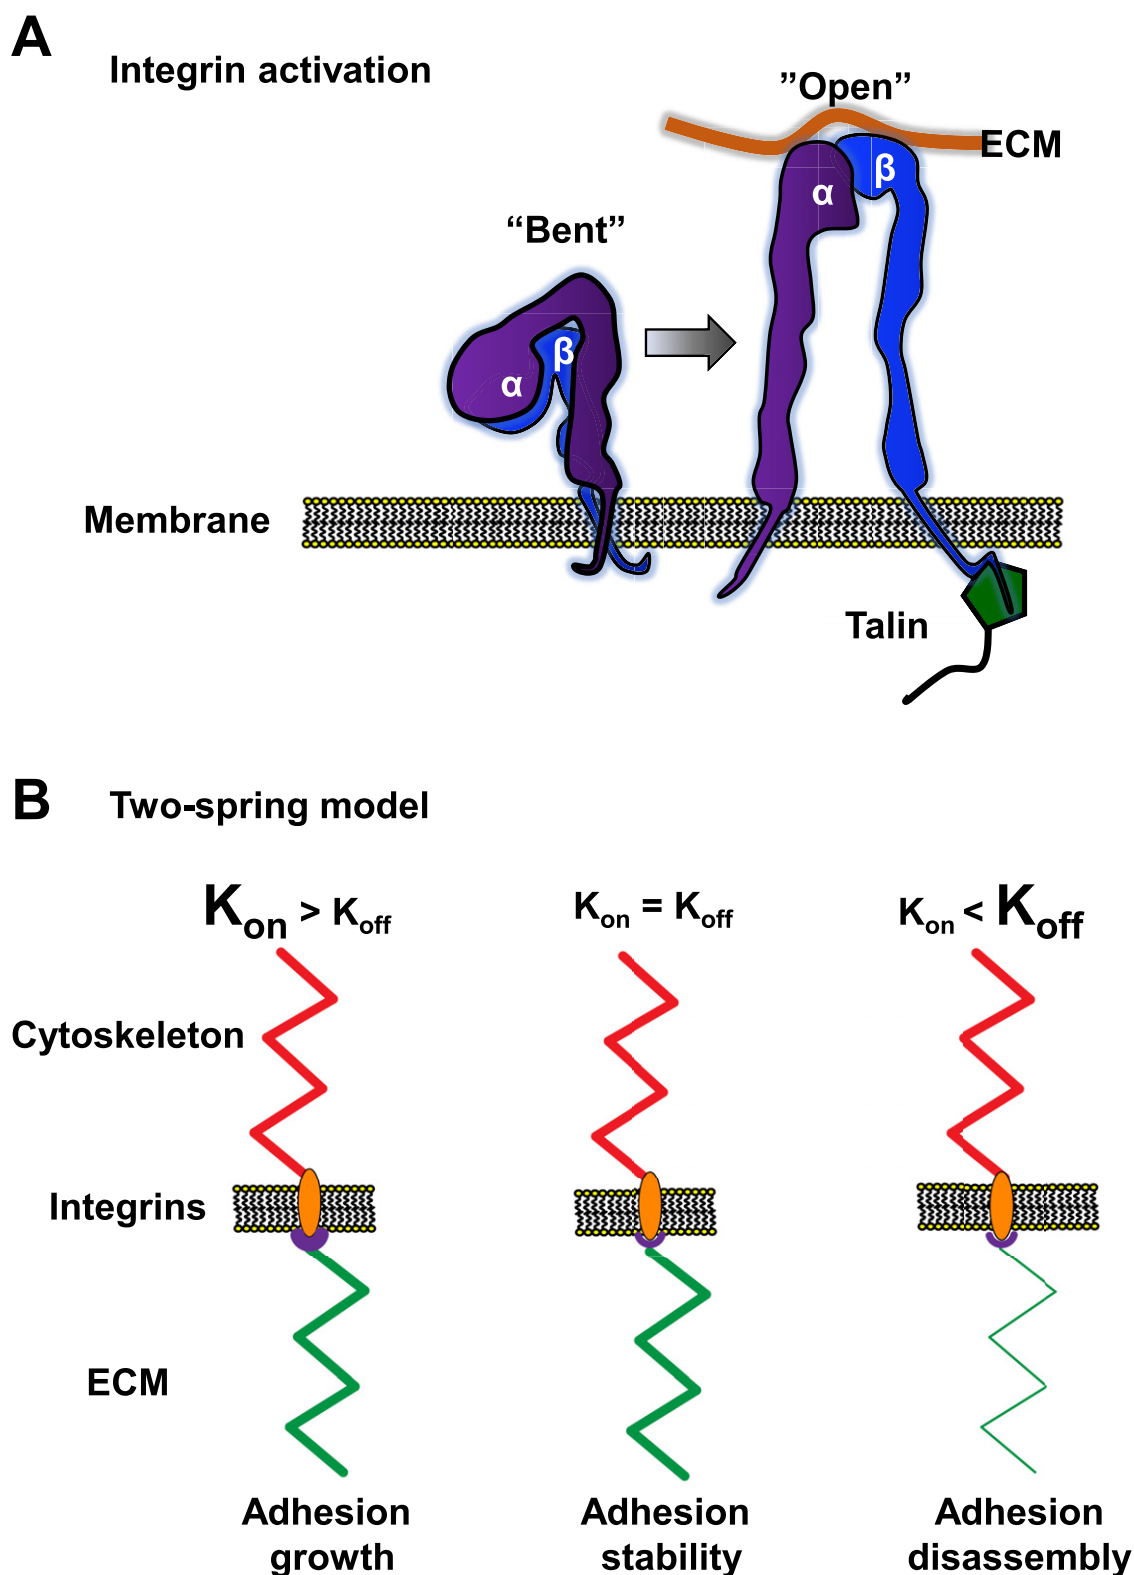 A
Integrin activation
”Open”
ECM
α
β
“Bent”
α
β
Membrane
Talin
B
Two-spring model
Kon > Koff
Kon = Koff
Kon < Koff
Cytoskeleton
Integrins
ECM
Adhesion
growth
Adhesion
stability
Adhesion
disassembly